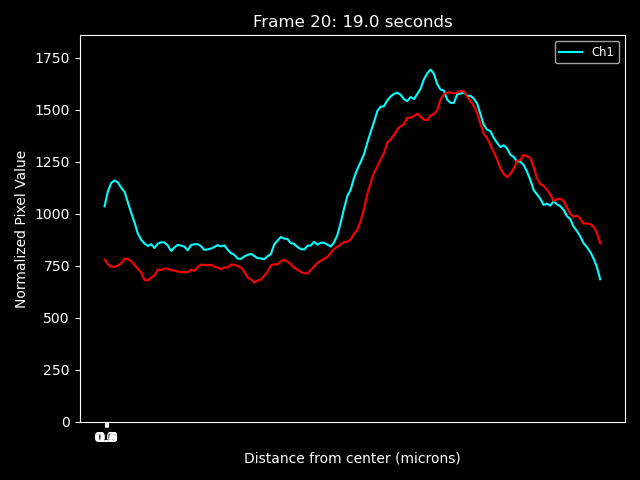 Frame 20: 19.0 seconds
Ch1
1750
1500
1250
1000
750
500
250
0
Normalized Pixel Value
Distance from center (microns)